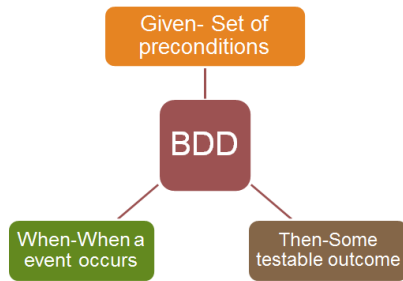 Given- Set of
preconditions
BDD
When-When a
event occurs
Then-Some
testable outcome